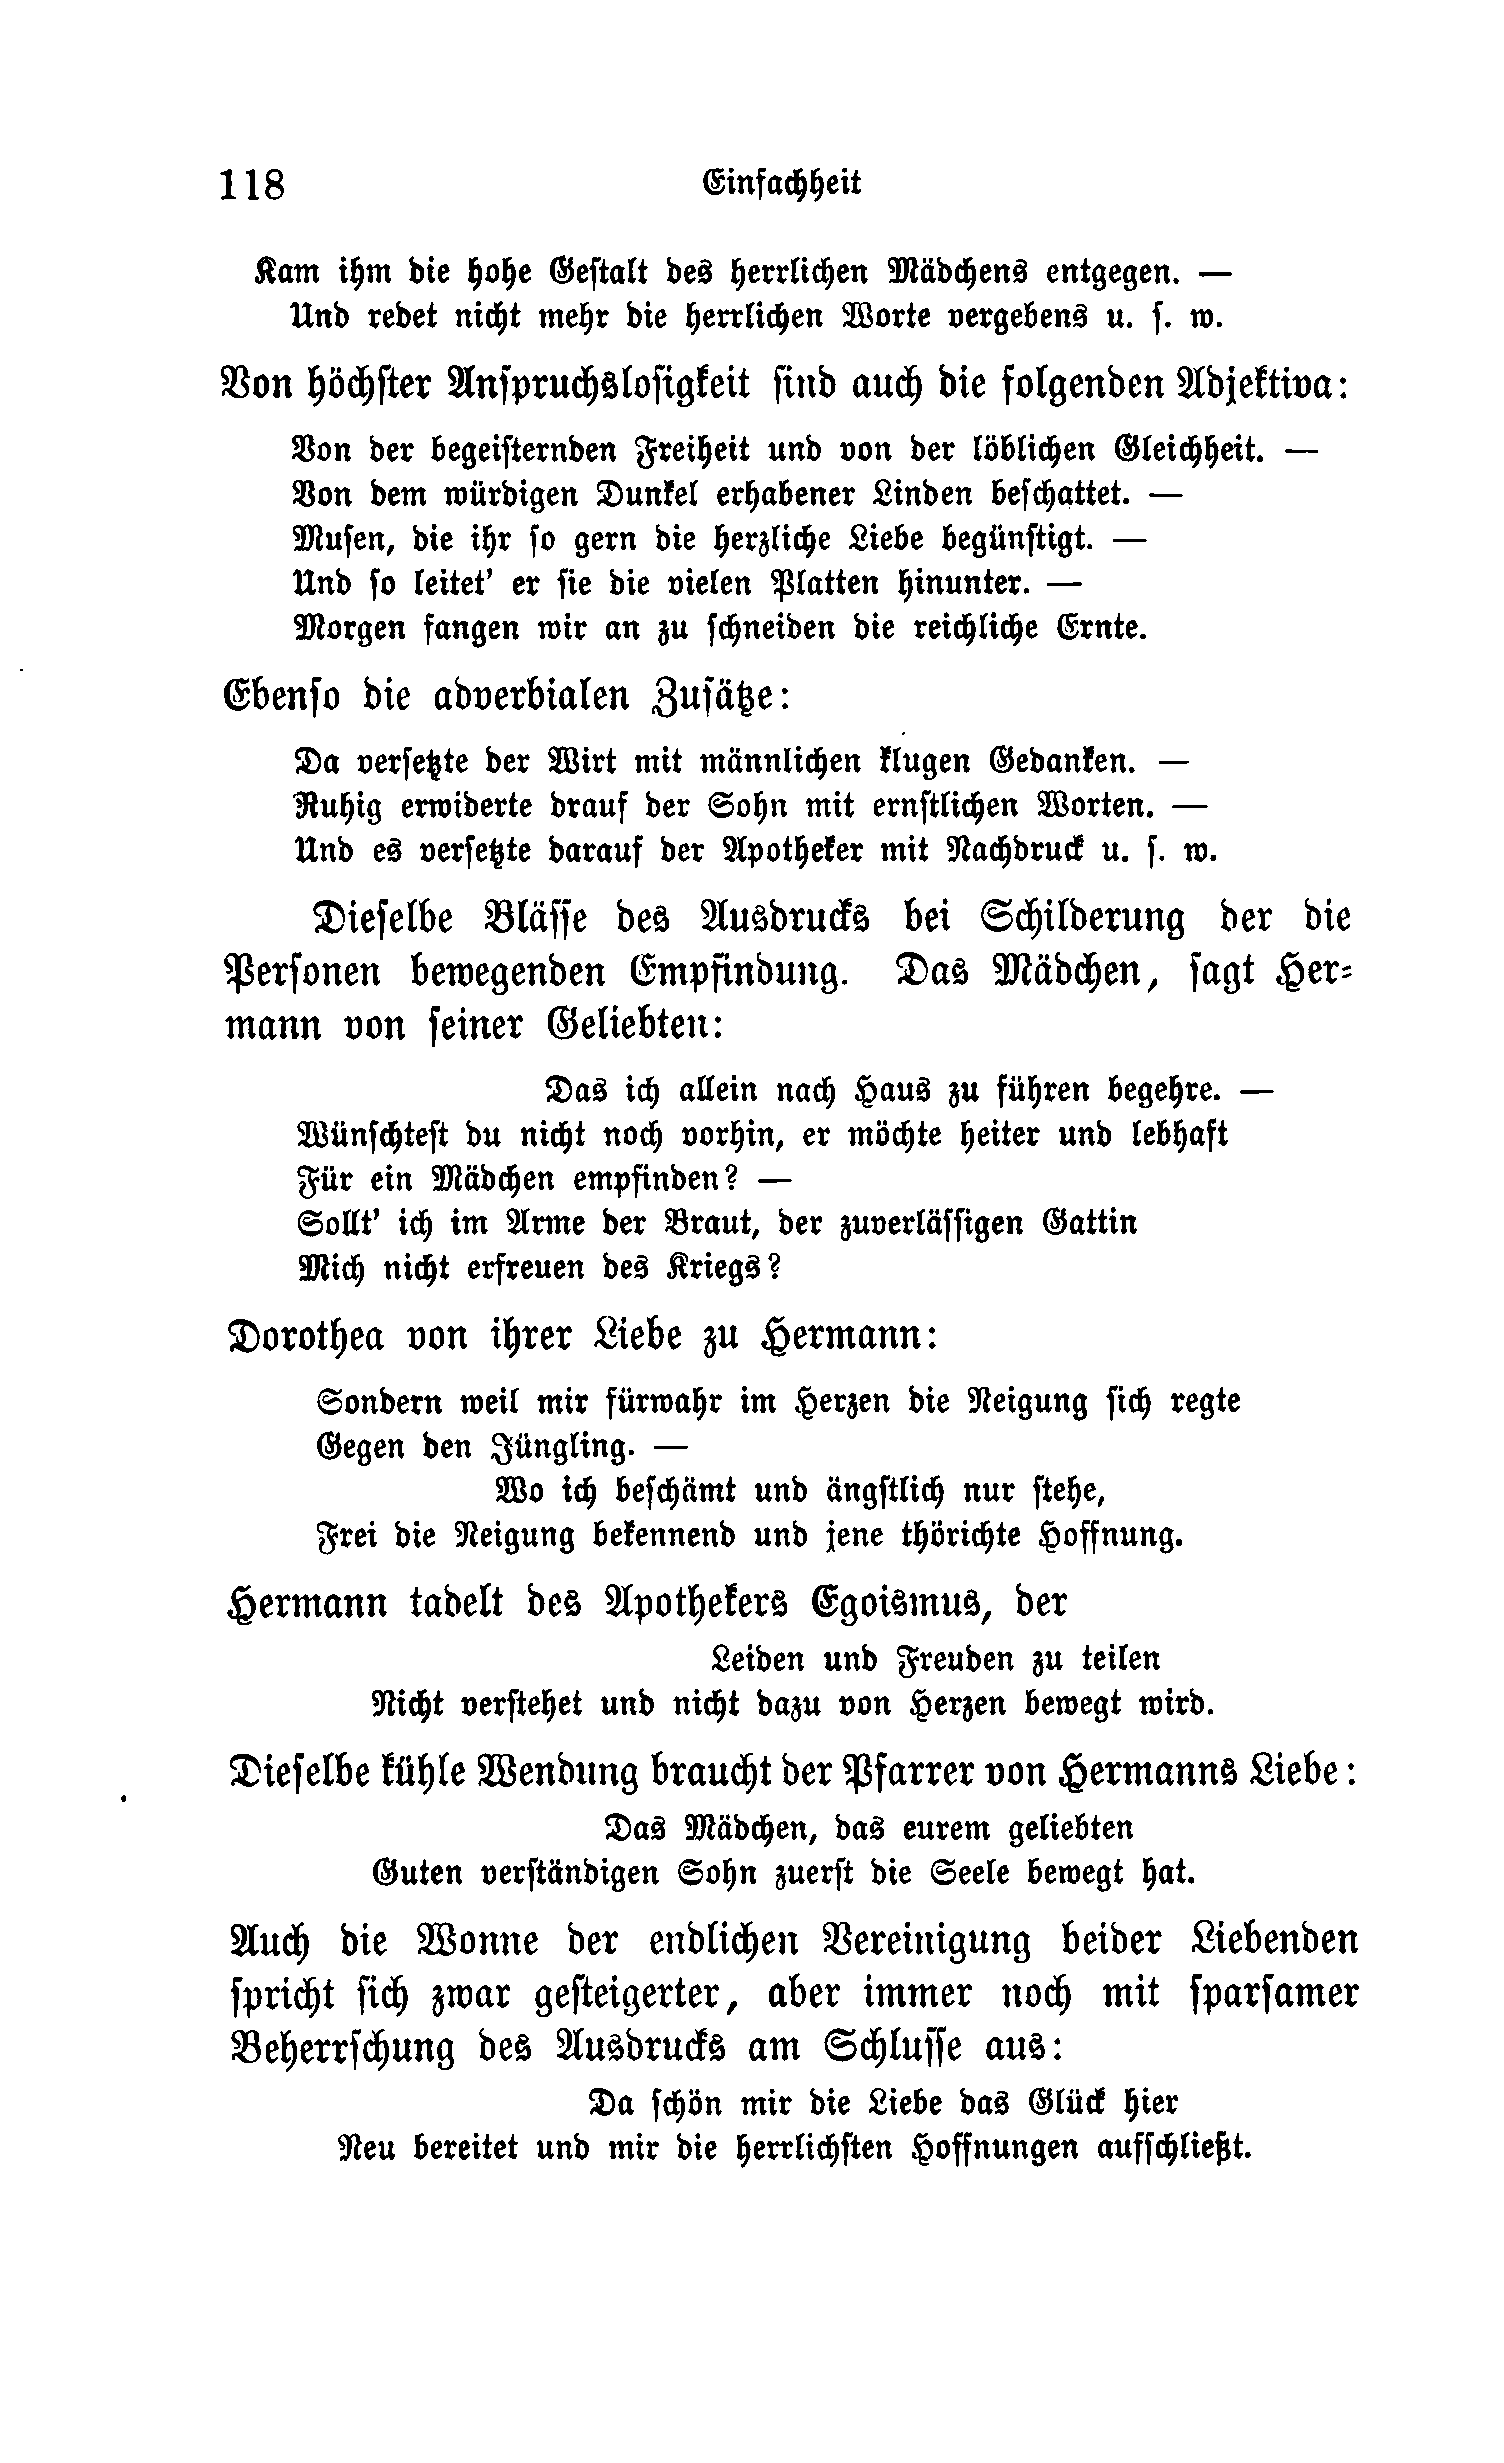 118 Einfachheit
Kam ihm die hohe Geſtalt des herrlichen Mädchens entgegen. —
Und redet nicht mehr die herrlichen Worte vergebens u. ſ. w.
Von höchſter Anſpruchsloſigkeit ſind auch die folgenden Adjektiva:
Von der begeiſternden Freiheit und von der löblichen Gleichheit. —
Von dem würdigen Dunkel erhabener Linden beſchattet. —
Muſen, die ihr ſo gern die herzliche Liebe begünſtigt. —
Und ſo leitet’ er ſie die vielen Platten hinunter. —
Morgen fangen wir an zu ſchneiden die reichliche Ernte.
Ebenſo die adverbialen Zuſätze:
Da verſetzte der Wirt mit männlichen klugen Gedanken. —
Ruhig erwiderte drauf der Sohn mit ernſtlichen Worten. —
Und es verſetzte darauf der Apotheker mit Nachdruck u. ſ. w.
Dieſelbe Bläſſe des Ausdrucks bei Schilderung der die
Perſonen bewegenden Empfindung. Das Mädchen, ſagt Her⸗
mann von ſeiner Geliebten:
Das ich allein nach Haus zu führen begehre. —
Wünſchteſt du nicht noch vorhin, er möchte heiter und lebhaft
Für ein Mädchen empfinden? —
Sollt’ ich im Arme der Braut, der zuverläſſigen Gattin
Mich nicht erfreuen des Kriegs?
Dorothea von ihrer Liebe zu Hermann:
Sondern weil mir fürwahr im Herzen die Neigung ſich regte
Gegen den Jüngling. —
Wo ich beſchämt und ängſtlich nur ſtehe,
Frei die Neigung bekennend und jene thörichte Hoffnung.
Hermann tadelt des Apothekers Egoismus, der
Leiden und Freuden zu teilen
Nicht verſtehet und nicht dazu von Herzen bewegt wird.
Dieſelbe kühle Wendung braucht der Pfarrer von Hermanns Liebe:
Das Mädchen, das eurem geliebten
Guten verſtändigen Sohn zuerſt die Seele bewegt hat.
Auch die Wonne der endlichen Vereinigung beider Liebenden
ſpricht ſich zwar geſteigerter, aber immer noch mit ſparſamer
Beherrſchung des Ausdrucks am Schluſſe aus:
Da ſchön mir die Liebe das Glück hier
Neu bereitet und mir die herrlichſten Hoffnungen aufſchließt.